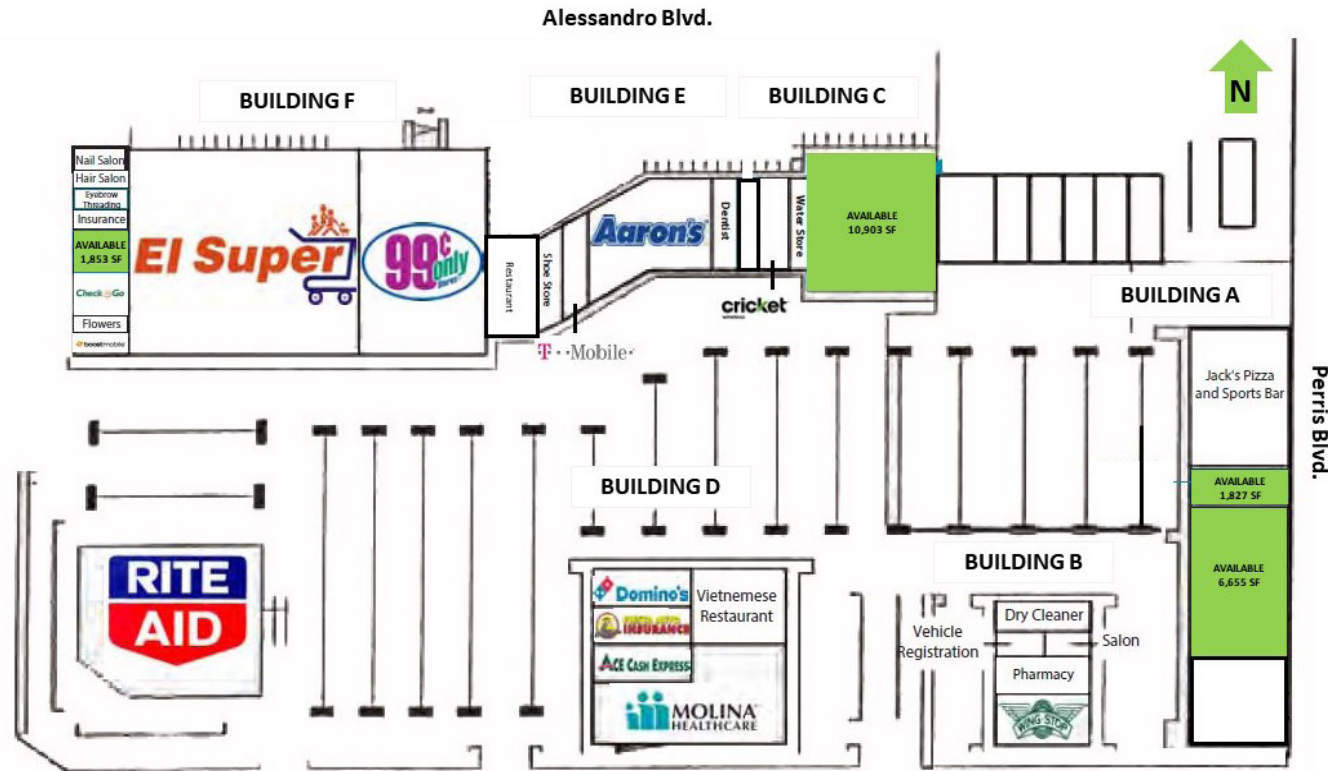 Alessandro Blvd.
N
BUILDING F
BUILDING E
BUILDING C
Nail Salon
Hair Salon
Eyebrow
Threading
Insurance
AVAILABLE
1,853 SF
Check Go
Flowers
boostmobile
El Super
99¢
only
stores
Restaurant
Shoe Store
T··Mobile·
Aaron's
Dentist
cricket
wireless
Water Store
AVAILABLE
10,903 SF
BUILDING A
Jack's Pizza
and Sports Bar
AVAILABLE
1,827 SF
AVAILABLE
6,655 SF
Perris Blvd.
BUILDING D
RITE
AID
Domino's
INSURANCE
ACE CASH EXPRESS
Vietnemese
Restaurant
MOLINA
HEALTHCARE
BUILDING B
Dry Cleaner
Vehicle
Registration
Salon
Pharmacy
WING STOP